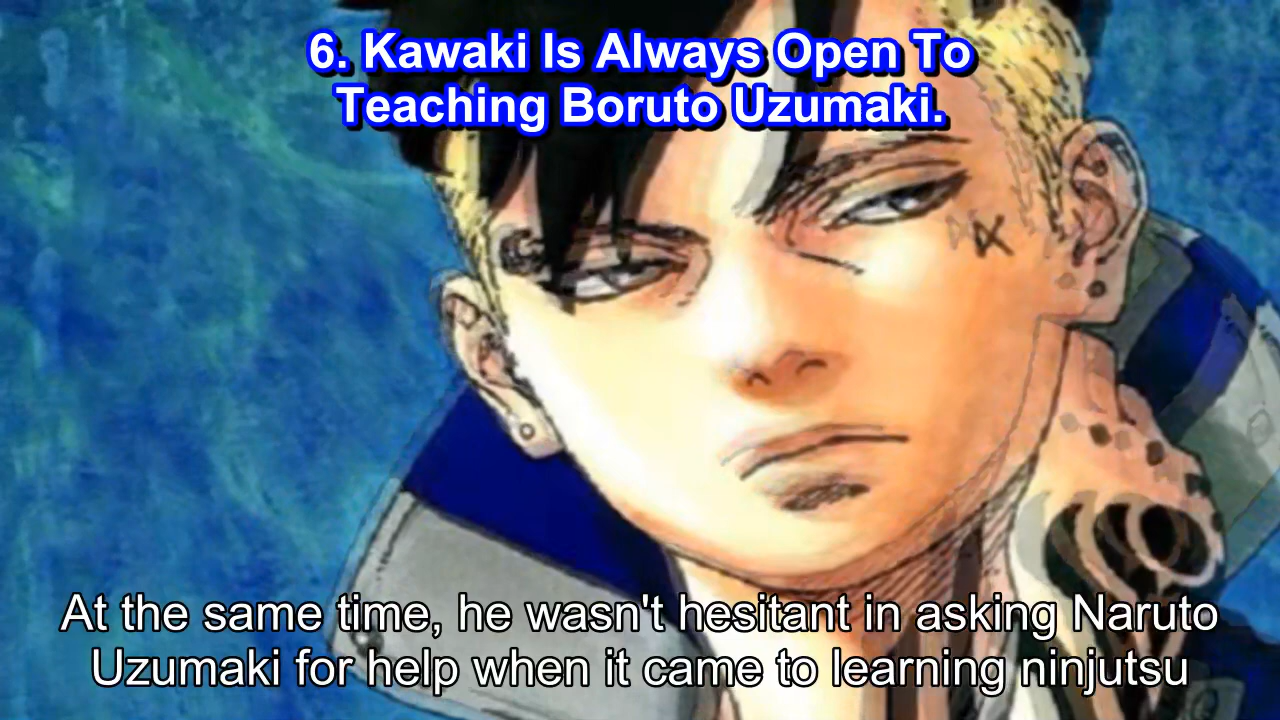 6. Kawaki Is Always Open To
Teaching Boruto Uzumaki.
At the same time, he wasn't hesitant in asking Naruto
Uzumaki for help when it came to learning ninjutsu